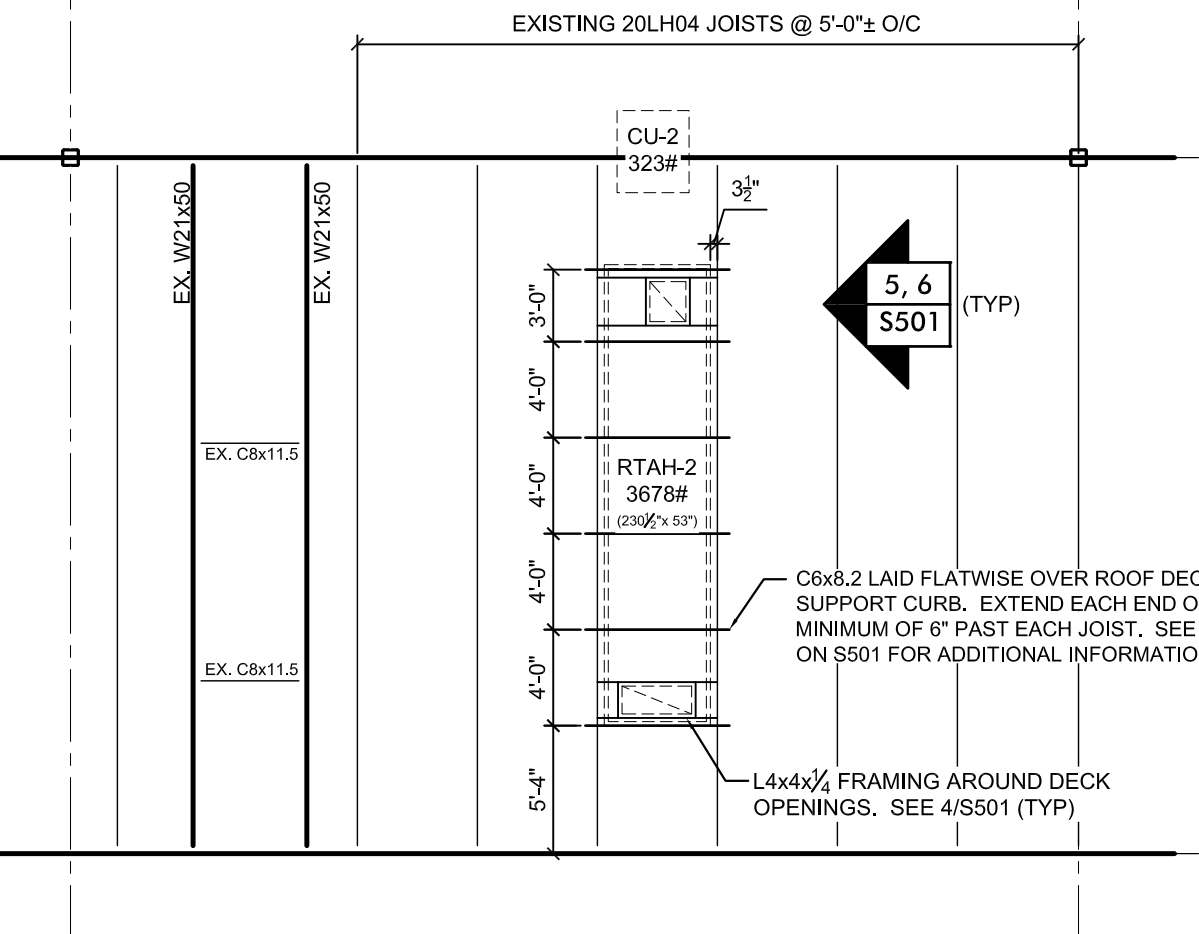 EXISTING 20LH04 JOISTS @ 5'-0"± O/C
CU-2
323#
3½"
EX. W21x50
EX. W21x50
5, 6
S501
(TYP)
3'-0"
4'-0"
4'-0"
4'-0"
4'-0"
5'-4"
EX. C8x11.5
EX. C8x11.5
RTAH-2
3678#
(230½"x 53")
C6x8.2 LAID FLATWISE OVER ROOF DEC
SUPPORT CURB. EXTEND EACH END O
MINIMUM OF 6" PAST EACH JOIST. SEE
ON S501 FOR ADDITIONAL INFORMATIO
L4x4x¼ FRAMING AROUND DECK
OPENINGS. SEE 4/S501 (TYP)